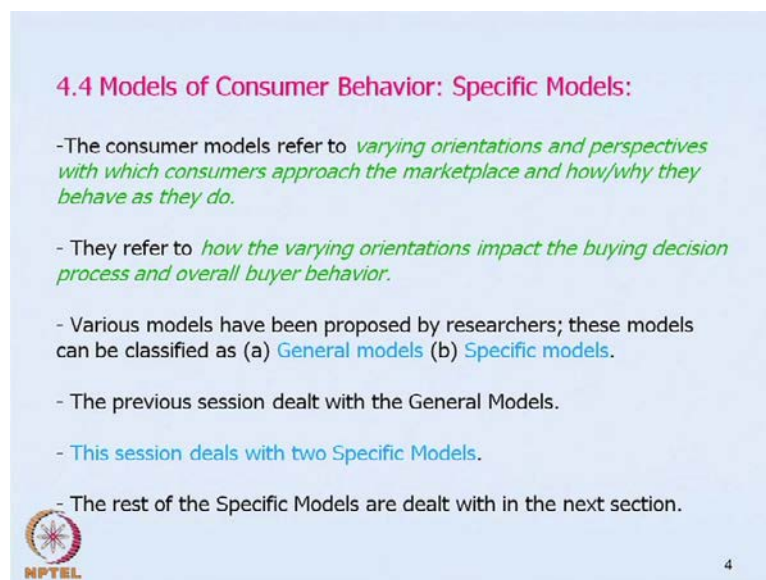 4.4 Models of Consumer Behavior: Specific Models:
-The consumer models refer to varying orientations and perspectives
with which consumers approach the marketplace and how/why they
behave as they do.
- They refer to how the varying orientations impact the buying decision
process and overall buyer behavior.
- Various models have been proposed by researchers; these models
can be classified as (a) General models (b) Specific models.
- The previous session dealt with the General Models.
- This session deals with two Specific Models.
- The rest of the Specific Models are dealt with in the next section.
NPTEL
4